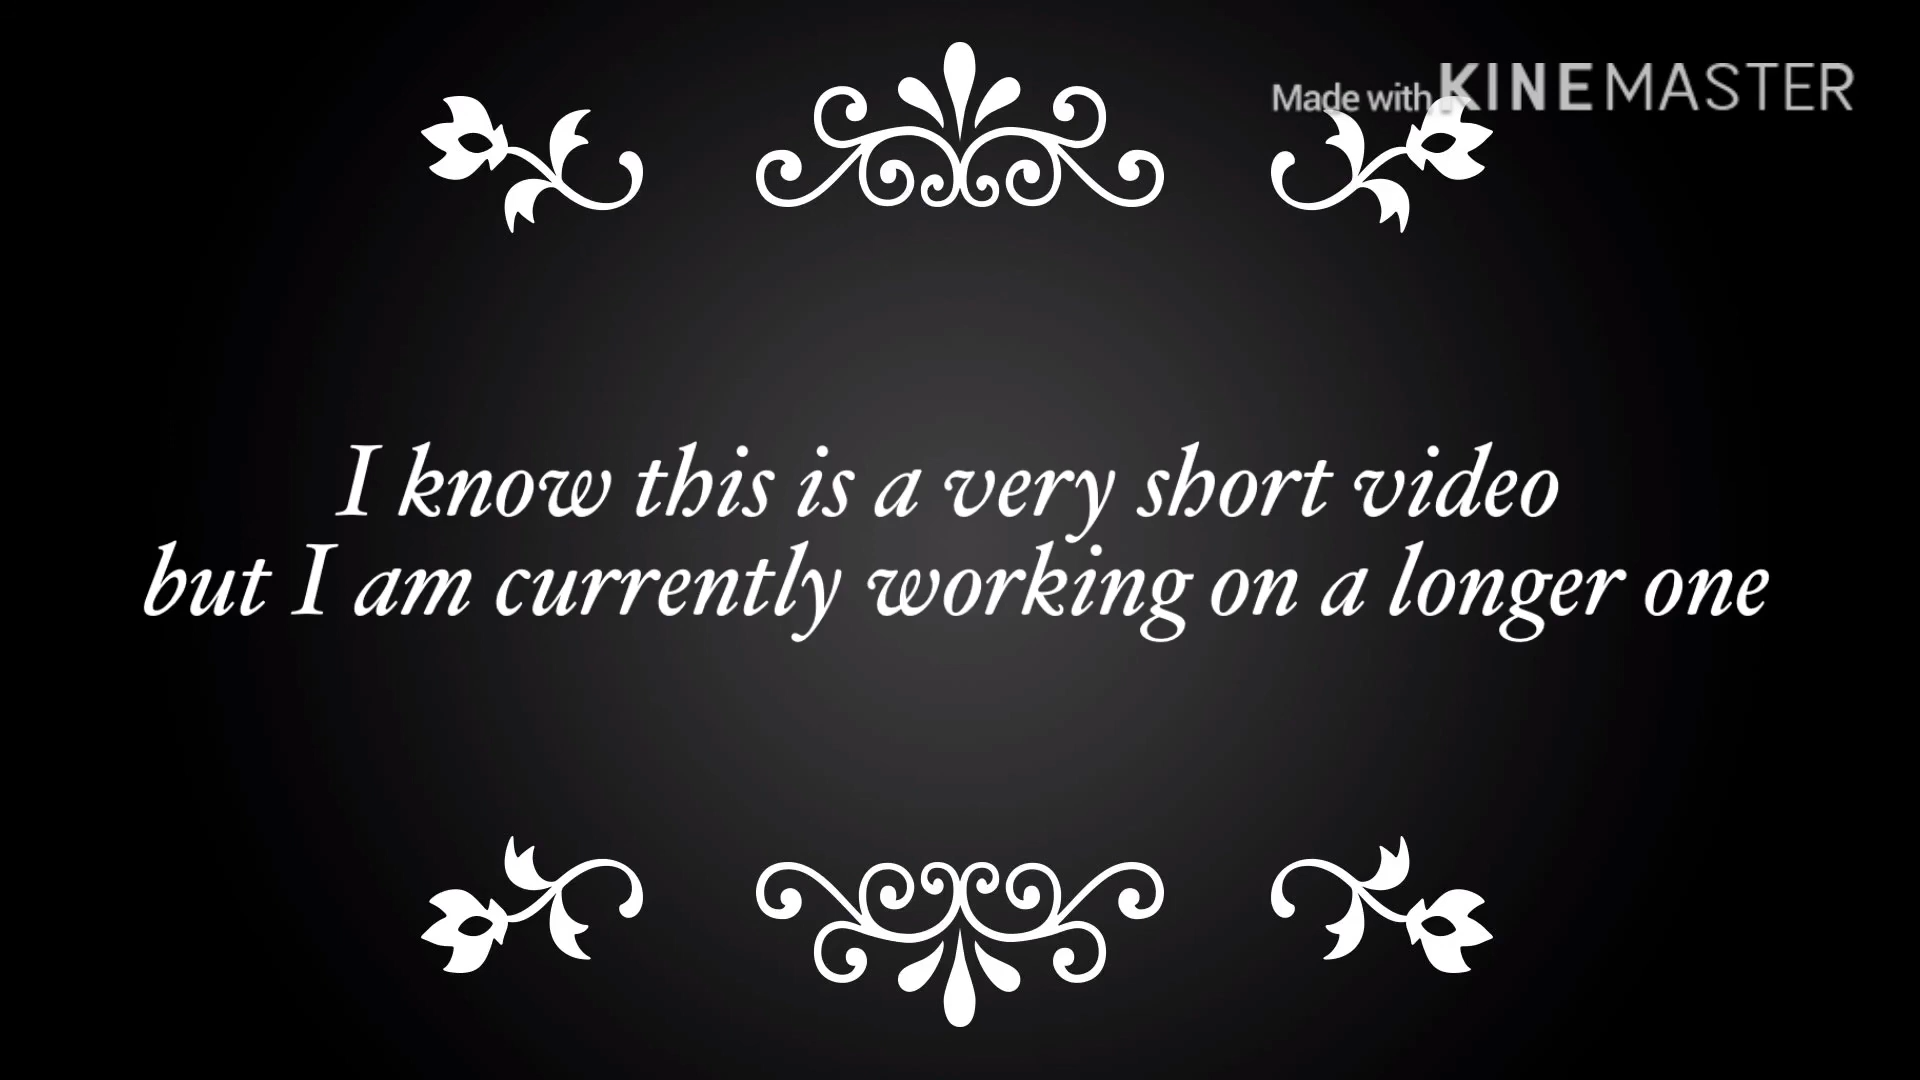 Made with KINEMASTER
I know this is a very short video
but I am currently working on a longer one